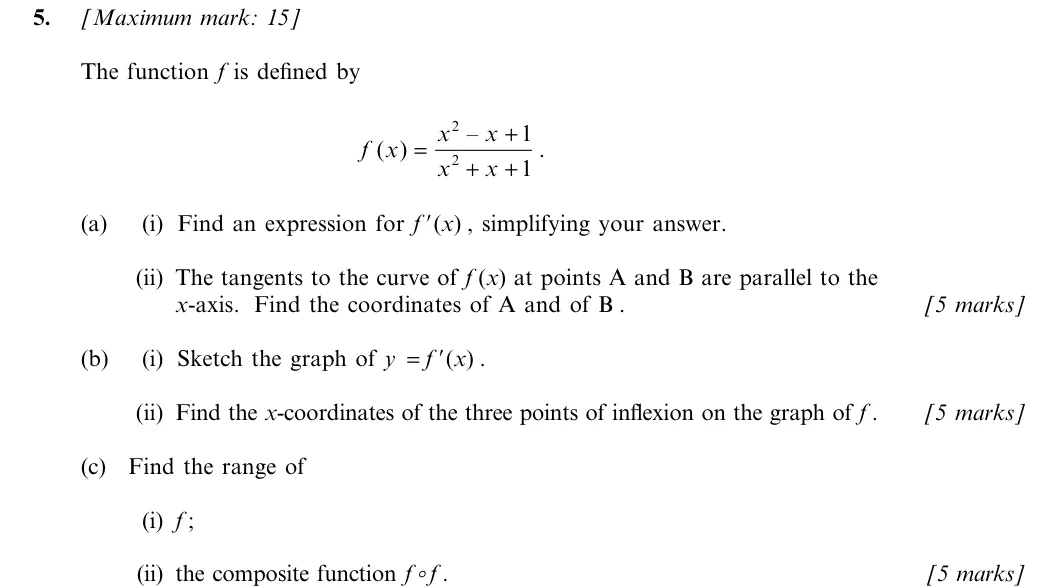 5. [Maximum mark: 15]
The function f is defined by
f (x) = \frac{x^2 – x + 1}{x^2 + x + 1} .
(a) (i) Find an expression for f ′(x) , simplifying your answer.
(ii) The tangents to the curve of f (x) at points A and B are parallel to the
x-axis. Find the coordinates of A and of B . [5 marks]
(b) (i) Sketch the graph of y = f ′(x) .
(ii) Find the x-coordinates of the three points of inflexion on the graph of f . [5 marks]
(c) Find the range of
(i) f ;
(ii) the composite function f ∘ f . [5 marks]